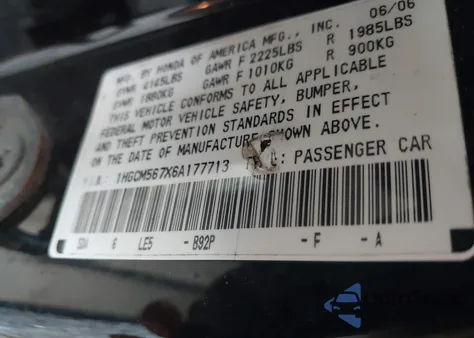 MFD. BY HONDA OF AMERICA MFG., INC. 06/06
GVWR 4145LBS GAWR F 2225LBS R 1985LBS
GVWR 1880KG GAWR F 1010KG R 900KG
THIS VEHICLE CONFORMS TO ALL APPLICABLE
FEDERAL MOTOR VEHICLE SAFETY, BUMPER,
AND THEFT PREVENTION STANDARDS IN EFFECT
ON THE DATE OF MANUFACTURE SHOWN ABOVE.
V.I.N.: 1HGCM567X6A177713 : PASSENGER CAR
SDA 6 LE5 -B92P -F -A